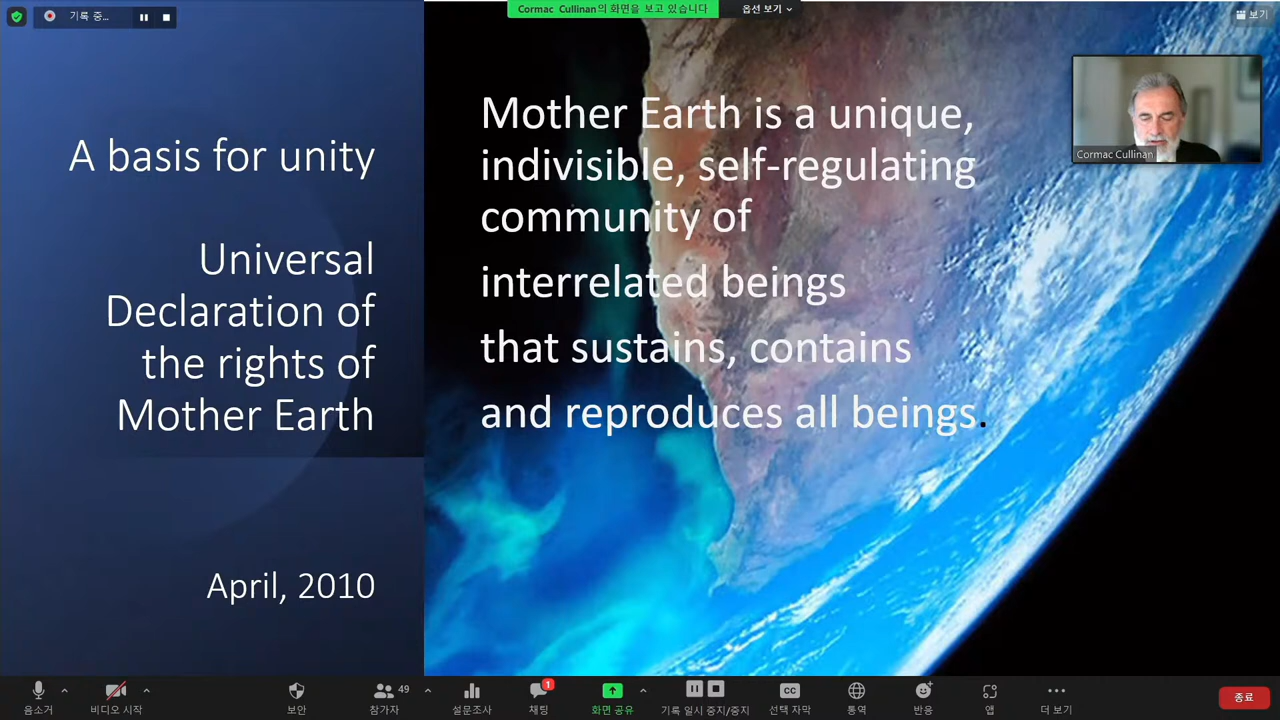 기록 중...
Cormac Cullinan의 화면을 보고 있습니다
옵션 보기
보기
A basis for unity
Universal
Declaration of
the rights of
Mother Earth
April, 2010
Mother Earth is a unique,
indivisible, self-regulating
community of
interrelated beings
that sustains, contains
and reproduces all beings.
Cormac Cullinan
음소거
비디오 시작
보안
49
참가자
설문조사
1
채팅
화면 공유
기록 일시 중지/중지
CC
선택 자막
통역
반응
앱
더 보기
종료